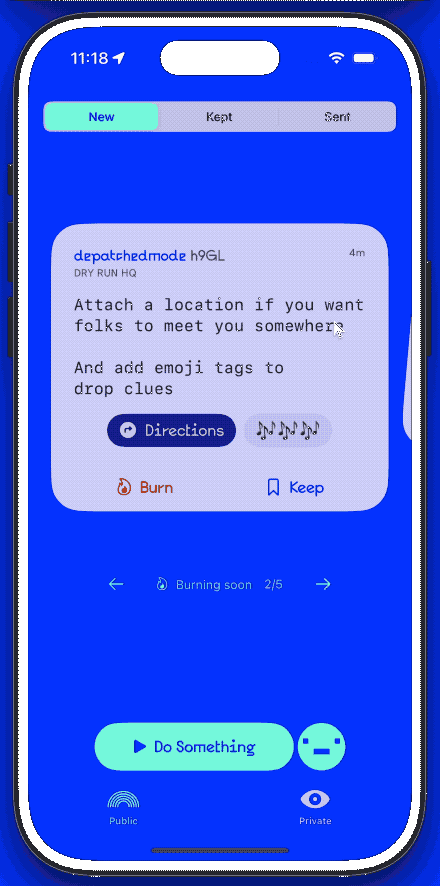 11:18
New Kept Sent
depatchedmode h9GL 4m
DRY RUN HQ
Attach a location if you want
folks to meet you somewhere
And add emoji tags to
drop clues
Directions
Burn Keep
Burning soon 2/5
Do Something
Public Private